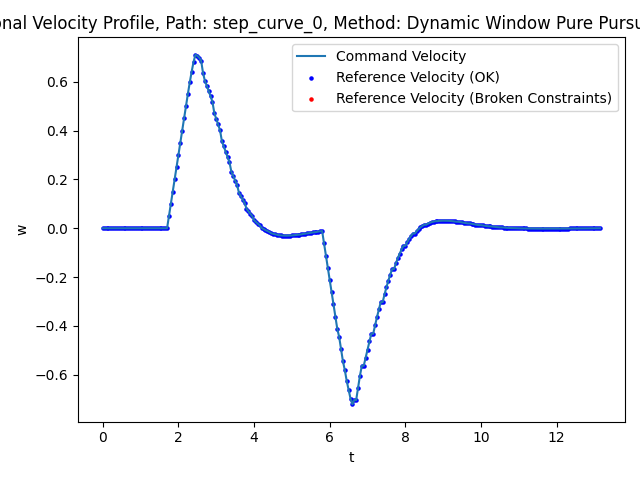 onal Velocity Profile, Path: step_curve_0, Method: Dynamic Window Pure Pursu
Command Velocity
Reference Velocity (OK)
Reference Velocity (Broken Constraints)
w
0.6
0.4
0.2
0.0
−0.2
−0.4
−0.6
0 2 4 6 8 10 12
t